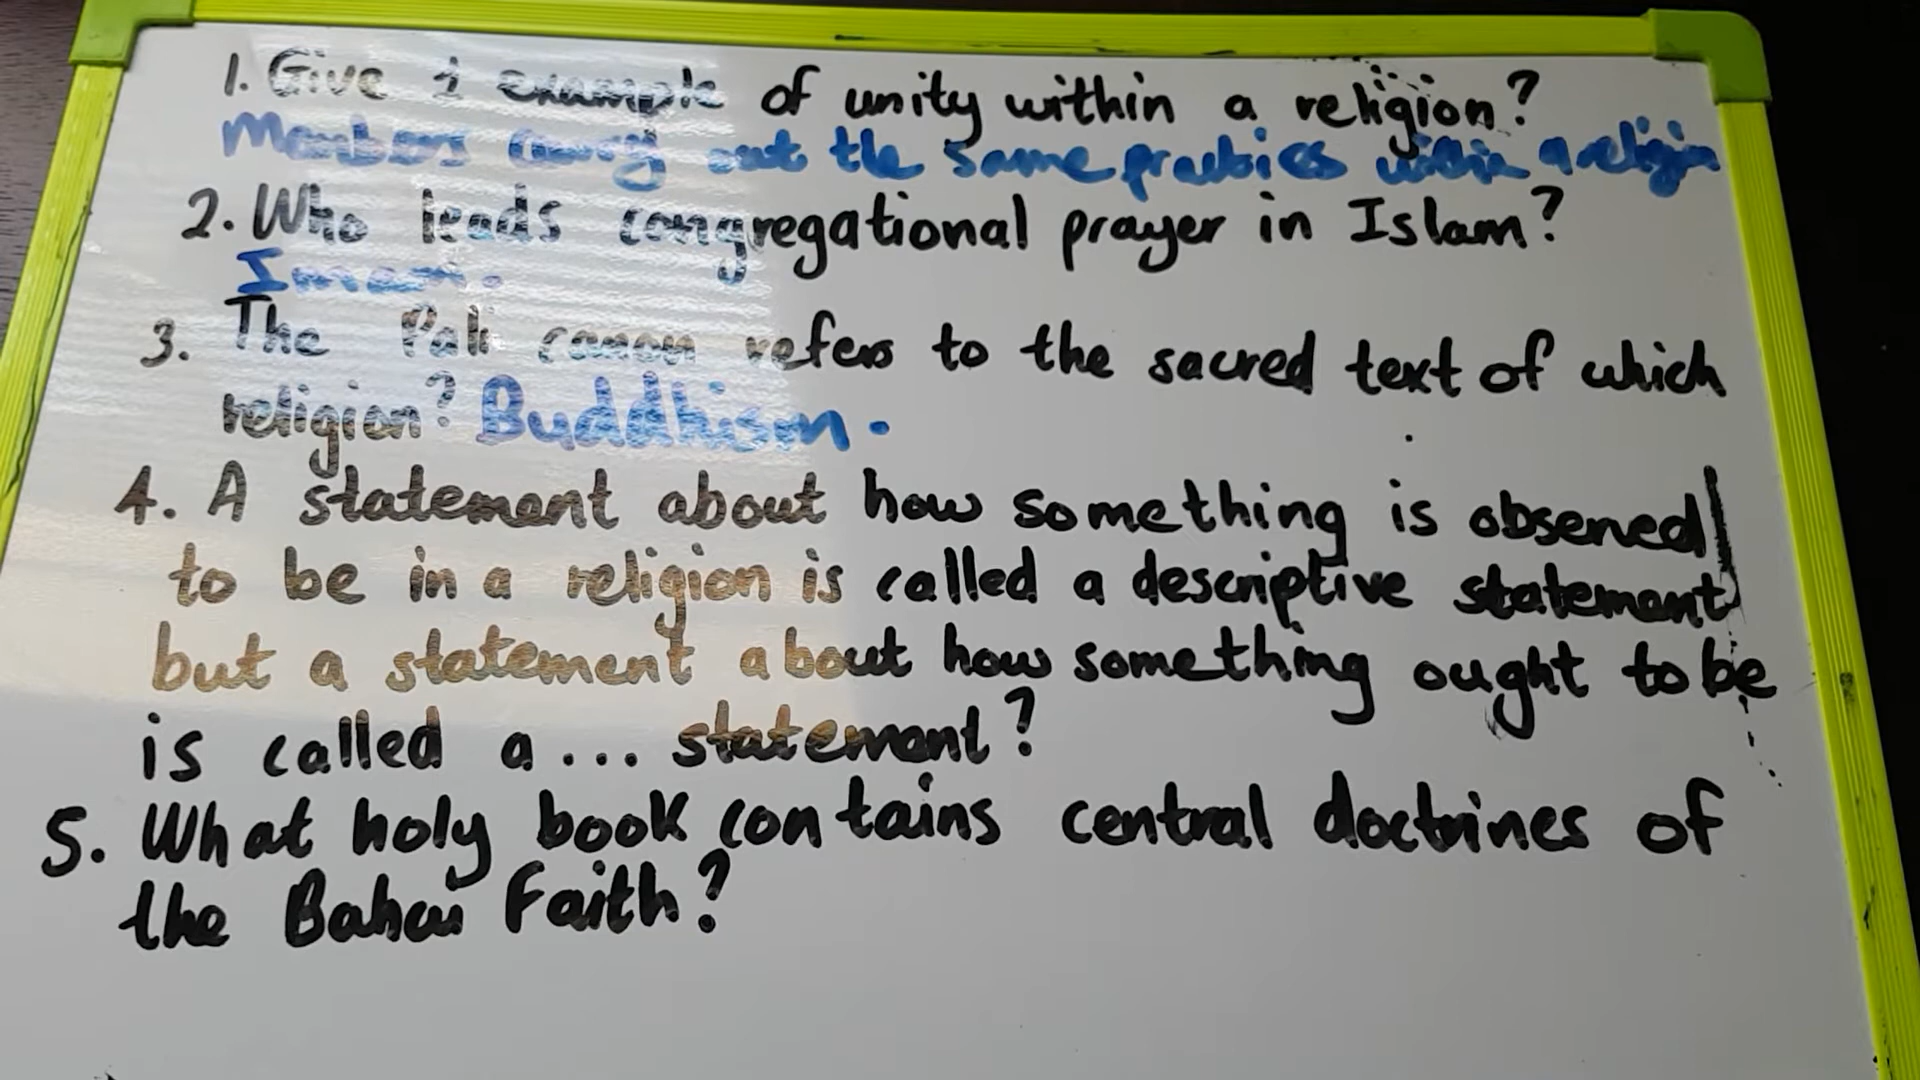 1. Give 1 example of unity within a religion?
Members carry out the same practices within a religion
2. Who leads congregational prayer in Islam?
Imam.
3. The Pali canon refers to the sacred text of which
religion? Buddhism.
4. A statement about how something is observed
to be in a religion is called a descriptive statement
but a statement about how something ought to be
is called a ... statement?
5. What holy book contains central doctrines of
the Bahai Faith?